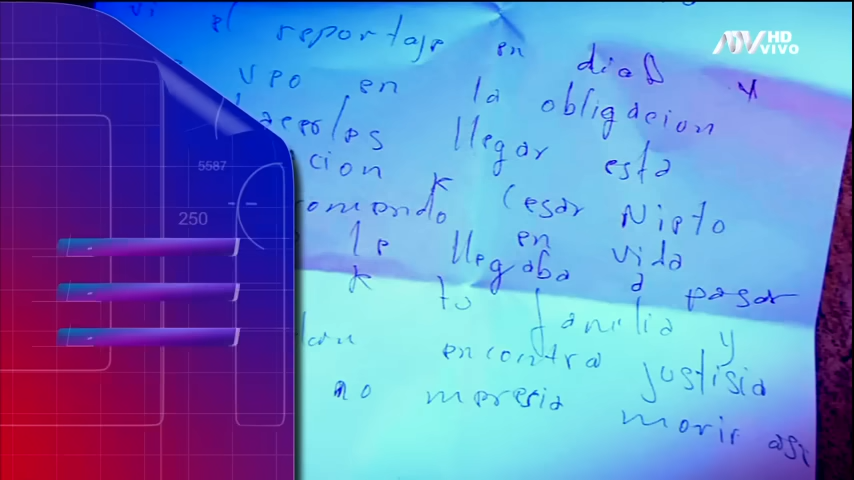 ATV HD
VIVO
el reportaje en dias y
veo en la obligacion
hacerles llegar esta
cion k Cesar Nieto
comando en vida
le llegaba a pasar
k tu familia y
encontra justisia
no meresia morir asi
5587
250